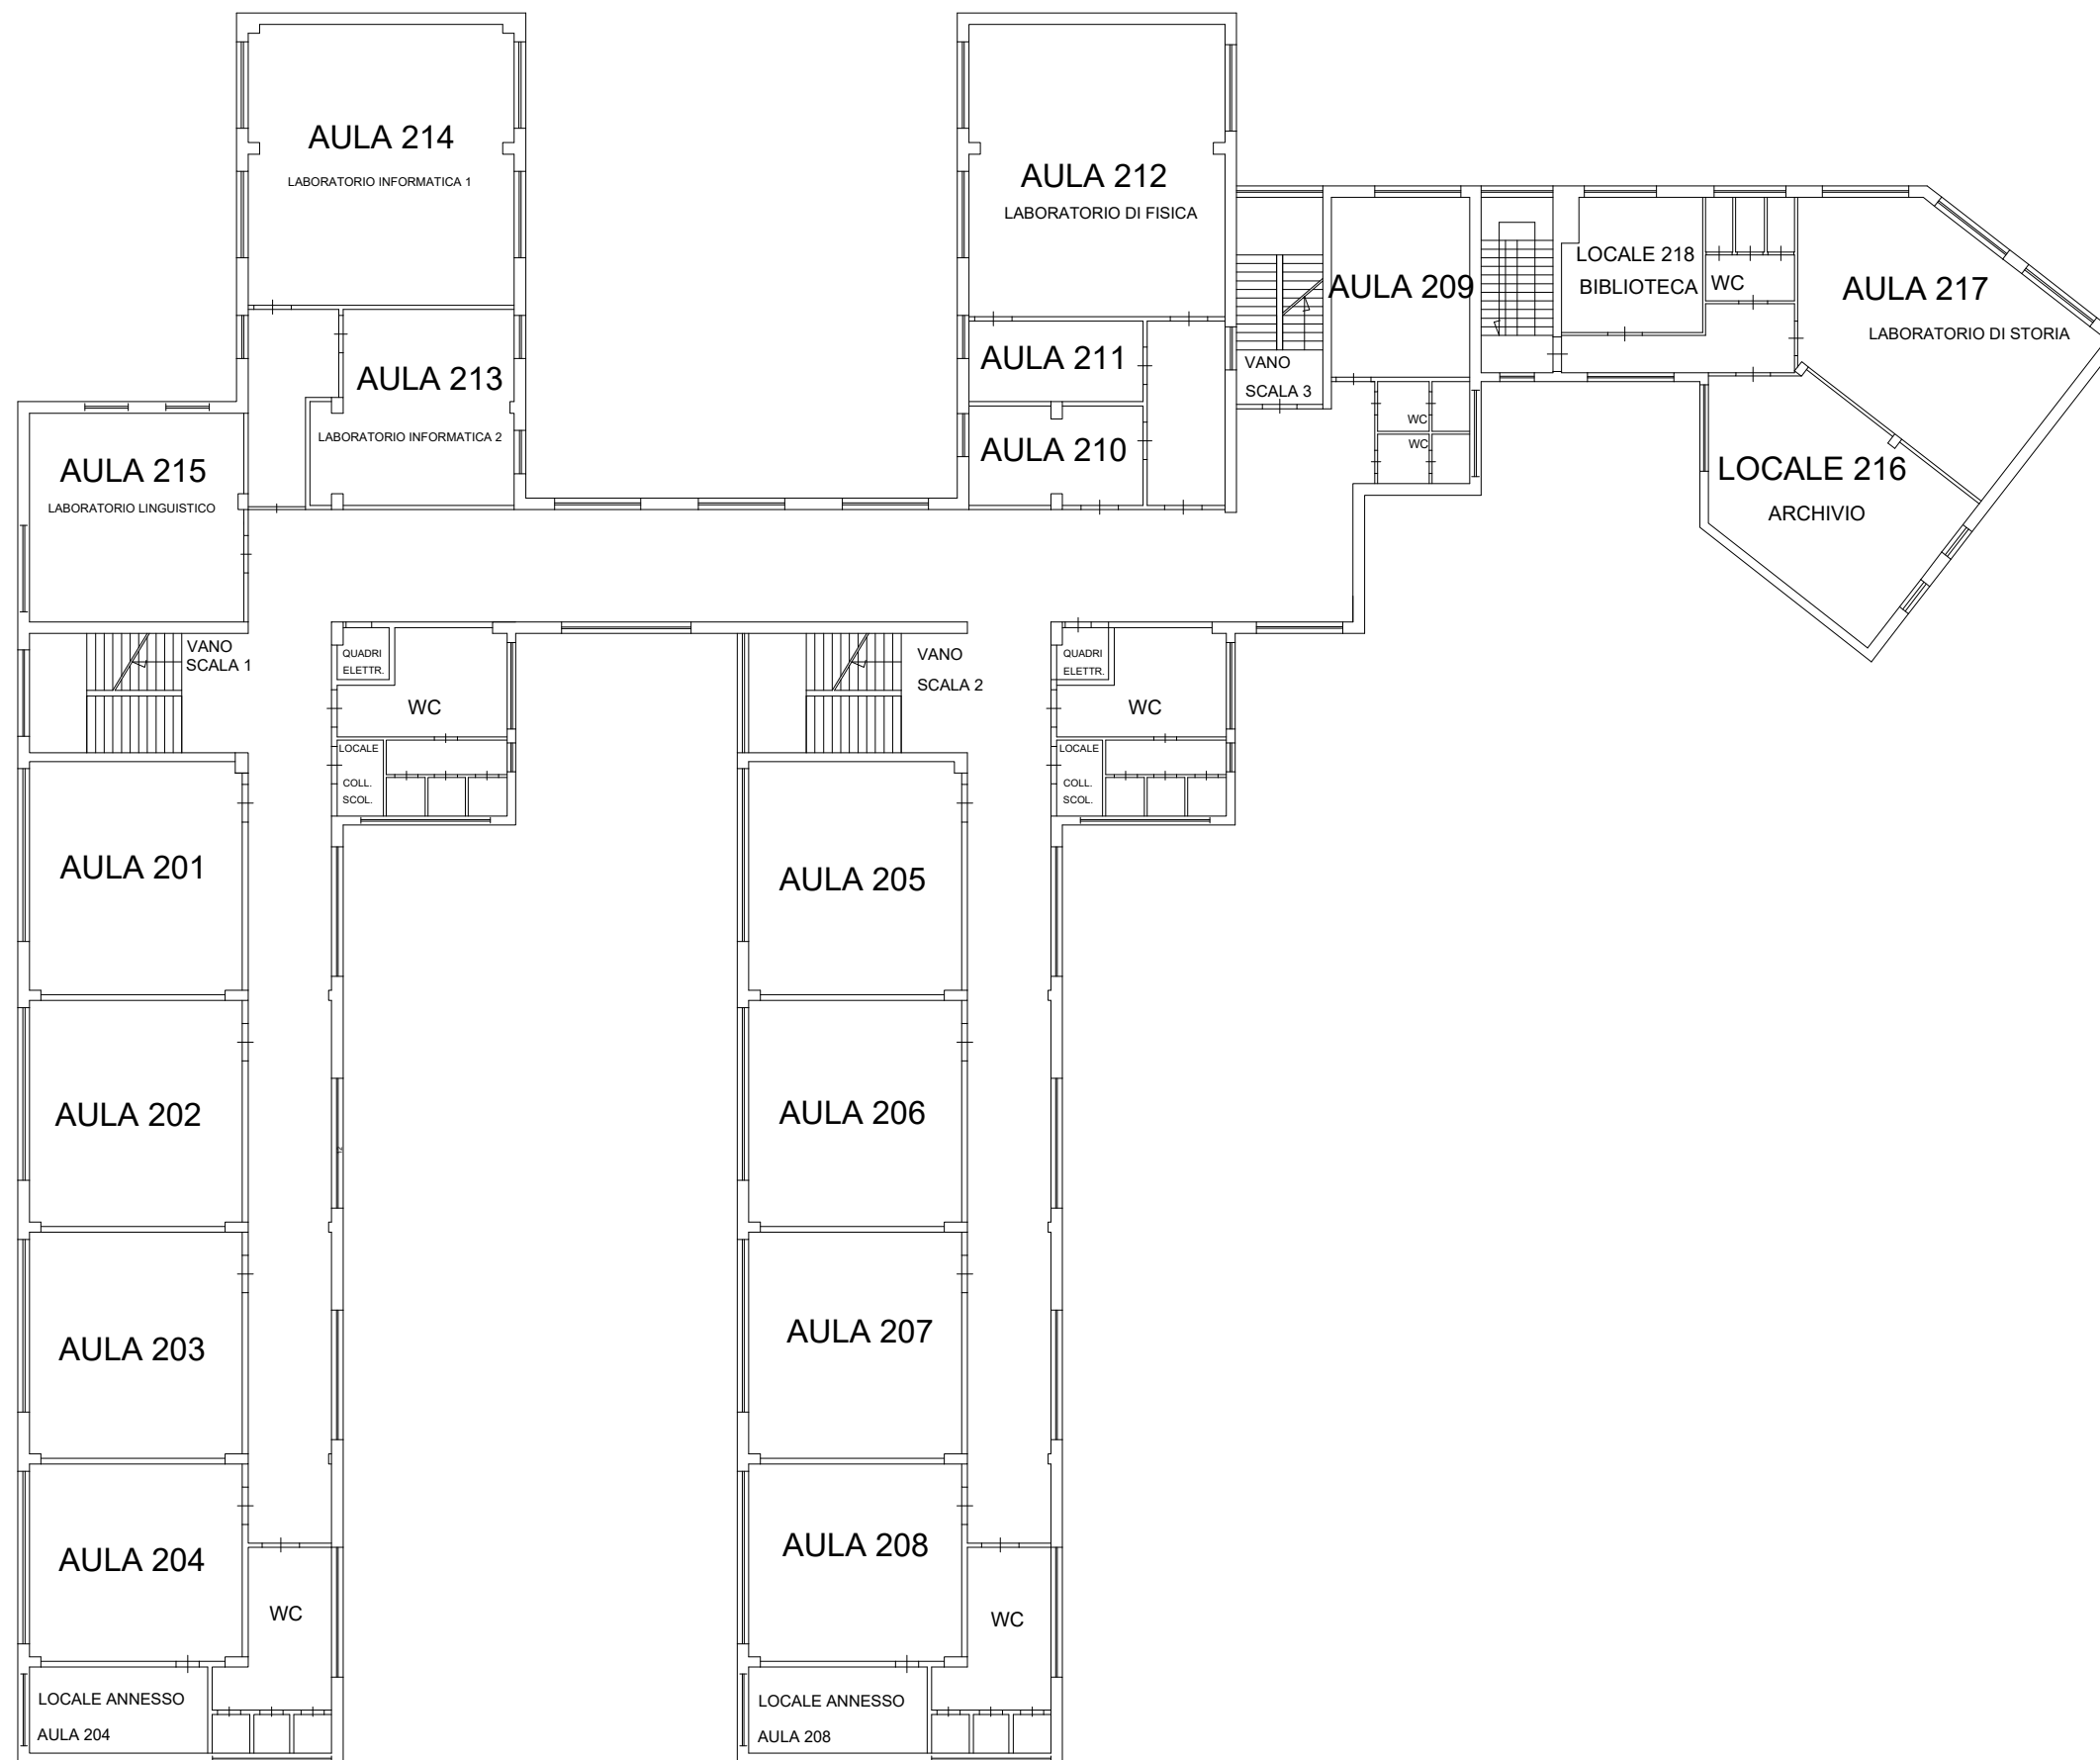 AULA 214
LABORATORIO INFORMATICA 1
AULA 212
LABORATORIO DI FISICA
AULA 209
LOCALE 218
BIBLIOTECA
WC
AULA 217
LABORATORIO DI STORIA
AULA 213
LABORATORIO INFORMATICA 2
AULA 211
AULA 210
VANO
SCALA 3
WC
WC
AULA 215
LABORATORIO LINGUISTICO
LOCALE 216
ARCHIVIO
VANO
SCALA 1
QUADRI
ELETTR.
WC
LOCALE
COLL.
SCOL.
VANO
SCALA 2
QUADRI
ELETTR.
WC
LOCALE
COLL.
SCOL.
AULA 201
AULA 205
AULA 202
AULA 206
AULA 203
AULA 207
AULA 204
AULA 208
WC
WC
LOCALE ANNESSO
AULA 204
LOCALE ANNESSO
AULA 208